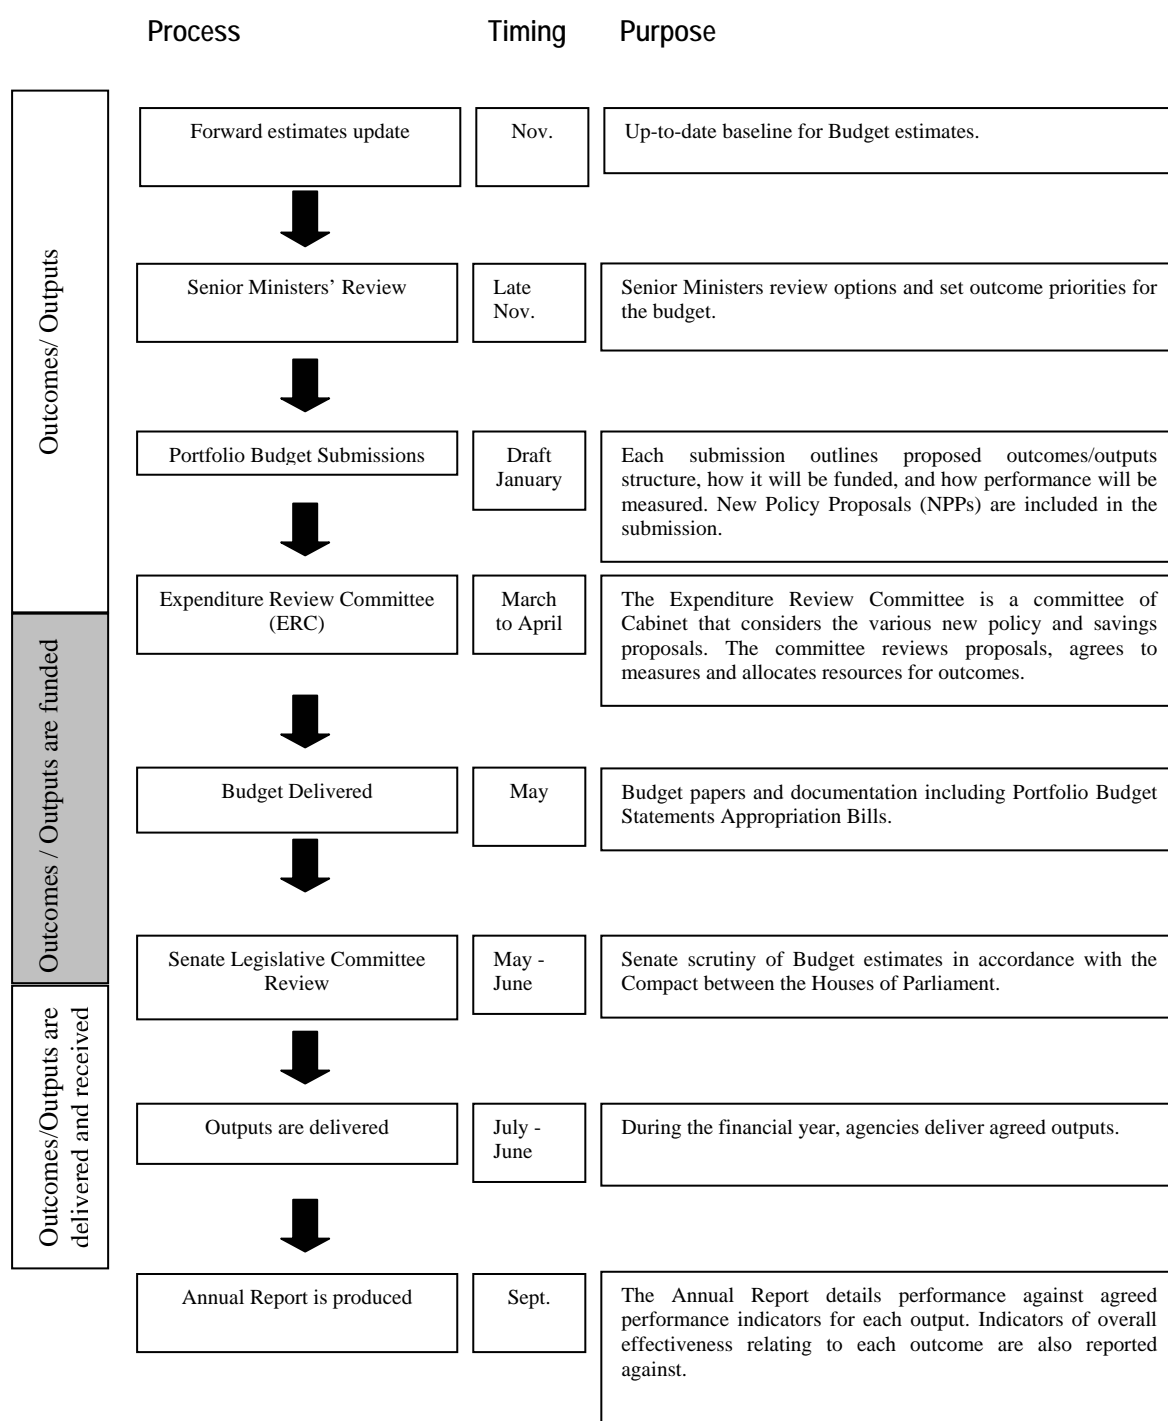 Process Timing Purpose
Outcomes/ Outputs
Forward estimates update
Nov.
Up-to-date baseline for Budget estimates.
Senior Ministers’ Review
Late
Nov.
Senior Ministers review options and set outcome priorities for
the budget.
Portfolio Budget Submissions
Draft
January
Each submission outlines proposed outcomes/outputs
structure, how it will be funded, and how performance will be
measured. New Policy Proposals (NPPs) are included in the
submission.
Outcomes / Outputs are funded
Expenditure Review Committee
(ERC)
March
to April
The Expenditure Review Committee is a committee of
Cabinet that considers the various new policy and savings
proposals. The committee reviews proposals, agrees to
measures and allocates resources for outcomes.
Budget Delivered
May
Budget papers and documentation including Portfolio Budget
Statements Appropriation Bills.
Senate Legislative Committee
Review
May -
June
Senate scrutiny of Budget estimates in accordance with the
Compact between the Houses of Parliament.
Outcomes/Outputs are
delivered and received
Outputs are delivered
July -
June
During the financial year, agencies deliver agreed outputs.
Annual Report is produced
Sept.
The Annual Report details performance against agreed
performance indicators for each output. Indicators of overall
effectiveness relating to each outcome are also reported
against.